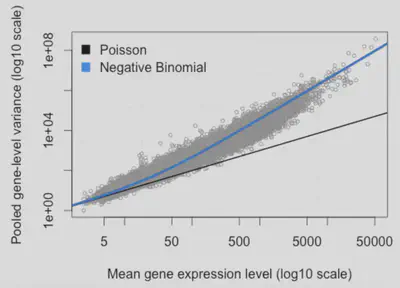 Pooled gene-level variance (log10 scale)
1e+08
1e+04
1e+00
Poisson
Negative Binomial
5
50
500
5000
50000
Mean gene expression level (log10 scale)